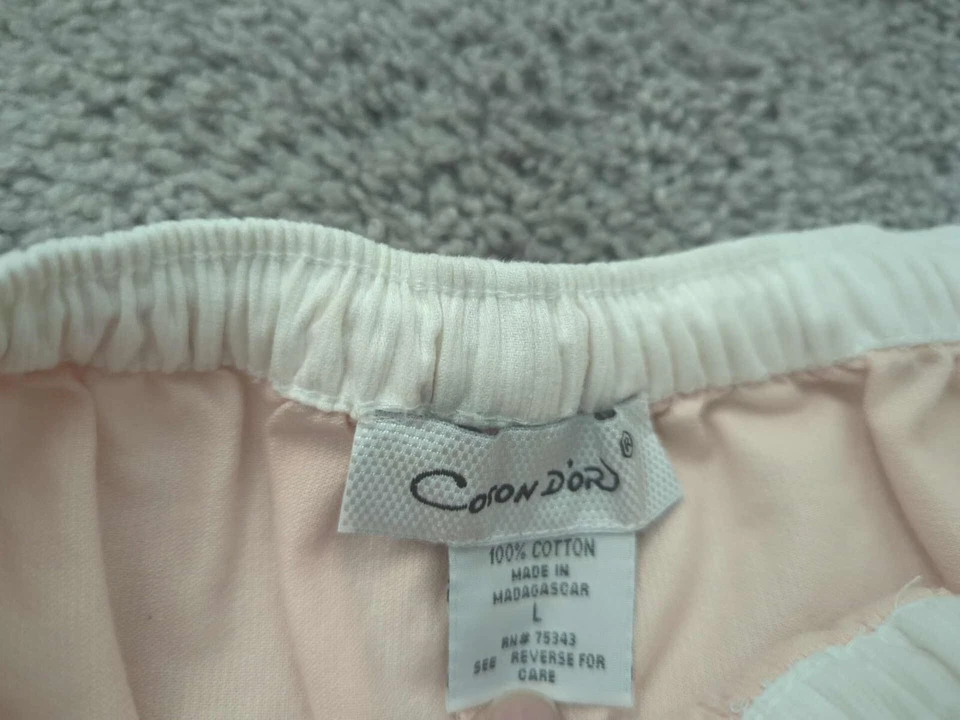 COTON D'OR ®
100% COTTON
MADE IN
MADAGASCAR
L
RN# 75343
SEE REVERSE FOR
CARE